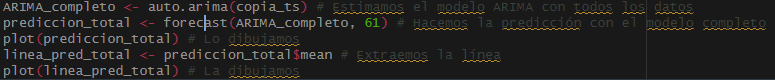 ARIMA_completo <- auto.arima(copia_ts) # Estimamos el modelo ARIMA con todos los datos
prediccion_total <- forecast(ARIMA_completo, 61) # Hacemos la predicción con el modelo completo
plot(prediccion_total) # Lo dibujamos
linea_pred_total <- prediccion_total$mean # Extraemos la línea
plot(linea_pred_total) # La dibujamos